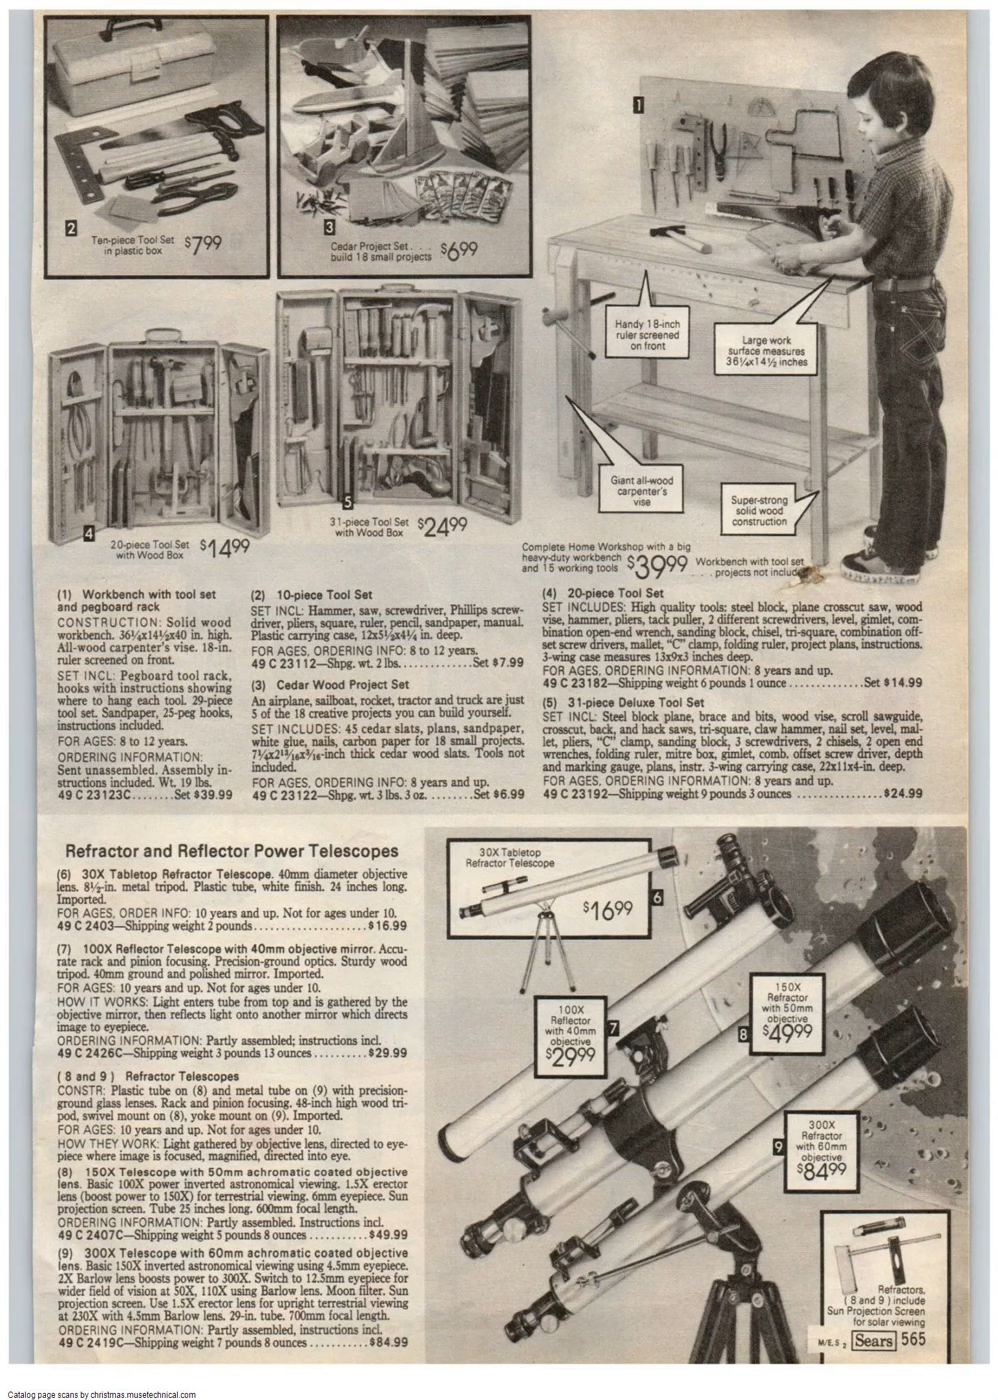 2
Ten-piece Tool Set
in plastic box
$7.99
3
Cedar Project Set . . .
build 18 small projects
$6.99
1
Handy 18-inch
ruler screened
on front
Large work
surface measures
36¼x14½ inches
Giant all-wood
carpenter's
vise
Super-strong
solid wood
construction
4
20-piece Tool Set
with Wood Box
$14.99
5
31-piece Tool Set
with Wood Box
$24.99
Complete Home Workshop with a big
heavy-duty workbench
and 15 working tools
$39.99
Workbench with tool set
. . . projects not included
(1) Workbench with tool set
and pegboard rack
CONSTRUCTION: Solid wood
workbench. 36¼x14½x40 in. high.
All-wood carpenter's vise. 18-in.
ruler screened on front.
SET INCL: Pegboard tool rack,
hooks with instructions showing
where to hang each tool. 29-piece
tool set. Sandpaper, 25-peg hooks,
instructions included.
FOR AGES: 8 to 12 years.
ORDERING INFORMATION:
Sent unassembled. Assembly in-
structions included. Wt. 19 lbs.
49 C 23123C........Set $39.99
(2) 10-piece Tool Set
SET INCL: Hammer, saw, screwdriver, Phillips screw-
driver, pliers, square, ruler, pencil, sandpaper, manual.
Plastic carrying case, 12x5½x4¼ in. deep.
FOR AGES, ORDERING INFO: 8 to 12 years.
49 C 23112—Shpg. wt. 2 lbs..............Set $7.99
(3) Cedar Wood Project Set
An airplane, sailboat, rocket, tractor and truck are just
5 of the 18 creative projects you can build yourself.
SET INCLUDES: 45 cedar slats, plans, sandpaper,
white glue, nails, carbon paper for 18 small projects.
7¼x2¹³⁄₁₆x³⁄₁₆-inch thick cedar wood slats. Tools not
included.
FOR AGES, ORDERING INFO: 8 years and up.
49 C 23122—Shpg. wt. 3 lbs. 3 oz. ........Set $6.99
(4) 20-piece Tool Set
SET INCLUDES: High quality tools: steel block, plane crosscut saw, wood
vise, hammer, pliers, tack puller, 2 different screwdrivers, level, gimlet, com-
bination open-end wrench, sanding block, chisel, tri-square, combination off-
set screw drivers, mallet, "C" clamp, folding ruler, project plans, instructions.
3-wing case measures 13x9x3 inches deep.
FOR AGES, ORDERING INFORMATION: 8 years and up.
49 C 23182—Shipping weight 6 pounds 1 ounce ..............Set $14.99
(5) 31-piece Deluxe Tool Set
SET INCL: Steel block plane, brace and bits, wood vise, scroll sawguide,
crosscut, back, and hack saws, tri-square, claw hammer, nail set, level, mal-
let, pliers, "C" clamp, sanding block, 3 screwdrivers, 2 chisels, 2 open end
wrenches, folding ruler, mitre box, gimlet, comb. offset screw driver, depth
and marking gauge, plans, instr. 3-wing carrying case, 22x11x4-in. deep.
FOR AGES, ORDERING INFORMATION: 8 years and up.
49 C 23192—Shipping weight 9 pounds 3 ounces ................$24.99
Refractor and Reflector Power Telescopes
(6) 30X Tabletop Refractor Telescope. 40mm diameter objective
lens. 8½-in. metal tripod. Plastic tube, white finish. 24 inches long.
Imported.
FOR AGES, ORDER INFO: 10 years and up. Not for ages under 10.
49 C 2403—Shipping weight 2 pounds.....................$16.99
(7) 100X Reflector Telescope with 40mm objective mirror. Accu-
rate rack and pinion focusing. Precision-ground optics. Sturdy wood
tripod. 40mm ground and polished mirror. Imported.
FOR AGES: 10 years and up. Not for ages under 10.
HOW IT WORKS: Light enters tube from top and is gathered by the
objective mirror, then reflects light onto another mirror which directs
image to eyepiece.
ORDERING INFORMATION: Partly assembled; instructions incl.
49 C 2426C—Shipping weight 3 pounds 13 ounces..........$29.99
(8 and 9) Refractor Telescopes
CONSTR: Plastic tube on (8) and metal tube on (9) with precision-
ground glass lenses. Rack and pinion focusing. 48-inch high wood tri-
pod, swivel mount on (8), yoke mount on (9). Imported.
FOR AGES: 10 years and up. Not for ages under 10.
HOW THEY WORK: Light gathered by objective lens, directed to eye-
piece where image is focused, magnified, directed into eye.
(8) 150X Telescope with 50mm achromatic coated objective
lens. Basic 100X power inverted astronomical viewing. 1.5X erector
lens (boost power to 150X) for terrestrial viewing. 6mm eyepiece. Sun
projection screen. Tube 25 inches long. 600mm focal length.
ORDERING INFORMATION: Partly assembled. Instructions incl.
49 C 2407C—Shipping weight 5 pounds 8 ounces...........$49.99
(9) 300X Telescope with 60mm achromatic coated objective
lens. Basic 150X inverted astronomical viewing using 4.5mm eyepiece.
2X Barlow lens boosts power to 300X. Switch to 12.5mm eyepiece for
wider field of vision at 50X, 110X using Barlow lens. Moon filter. Sun
projection screen. Use 1.5X erector lens for upright terrestrial viewing
at 230X with 4.5mm Barlow lens. 29-in. tube. 700mm focal length.
ORDERING INFORMATION: Partly assembled, instructions incl.
49 C 2419C—Shipping weight 7 pounds 8 ounces...........$84.99
30X Tabletop
Refractor Telescope
$16.99
6
100X
Reflector
with 40mm
objective
$29.99
7
150X
Refractor
with 50mm
objective
$49.99
8
300X
Refractor
with 60mm
objective
$84.99
9
Refractors,
(8 and 9) include
Sun Projection Screen
for solar viewing
M/E,S 2 Sears 565
Catalog page scans by christmas.musetechnical.com